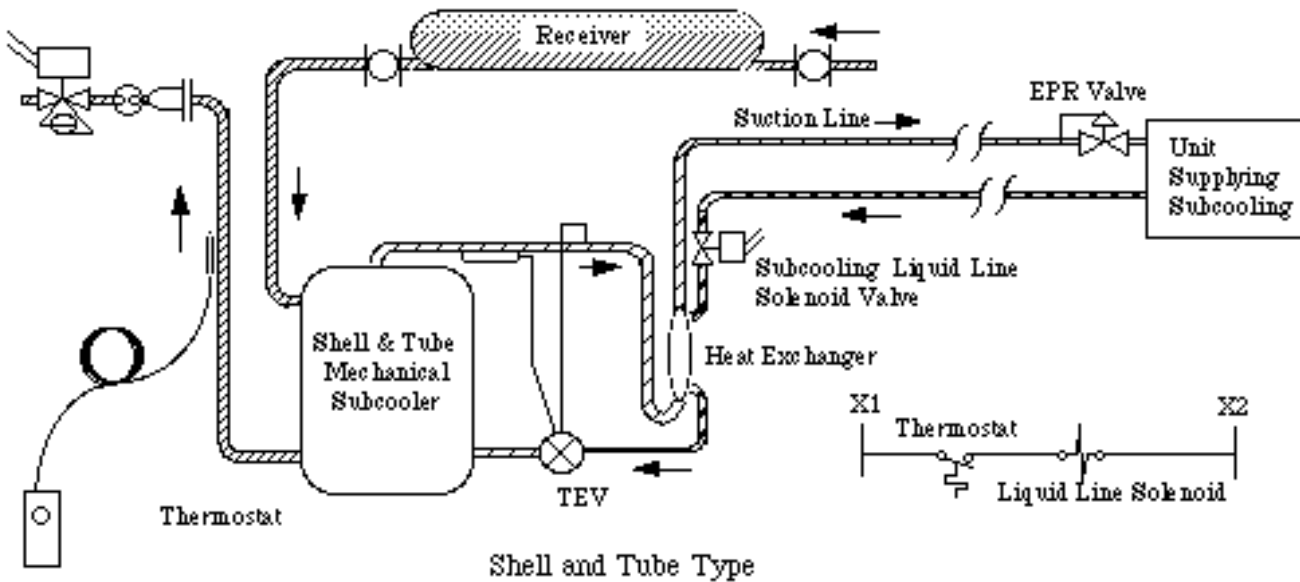 Receiver
EPR Valve
Suction Line
Unit
Supplying
Subcooling
Subcooling Liquid Line
Solenoid Valve
Shell & Tube
Mechanical
Subcooler
Heat Exchanger
X1
X2
Thermostat
Liquid Line Solenoid
TEV
Thermostat
Shell and Tube Type